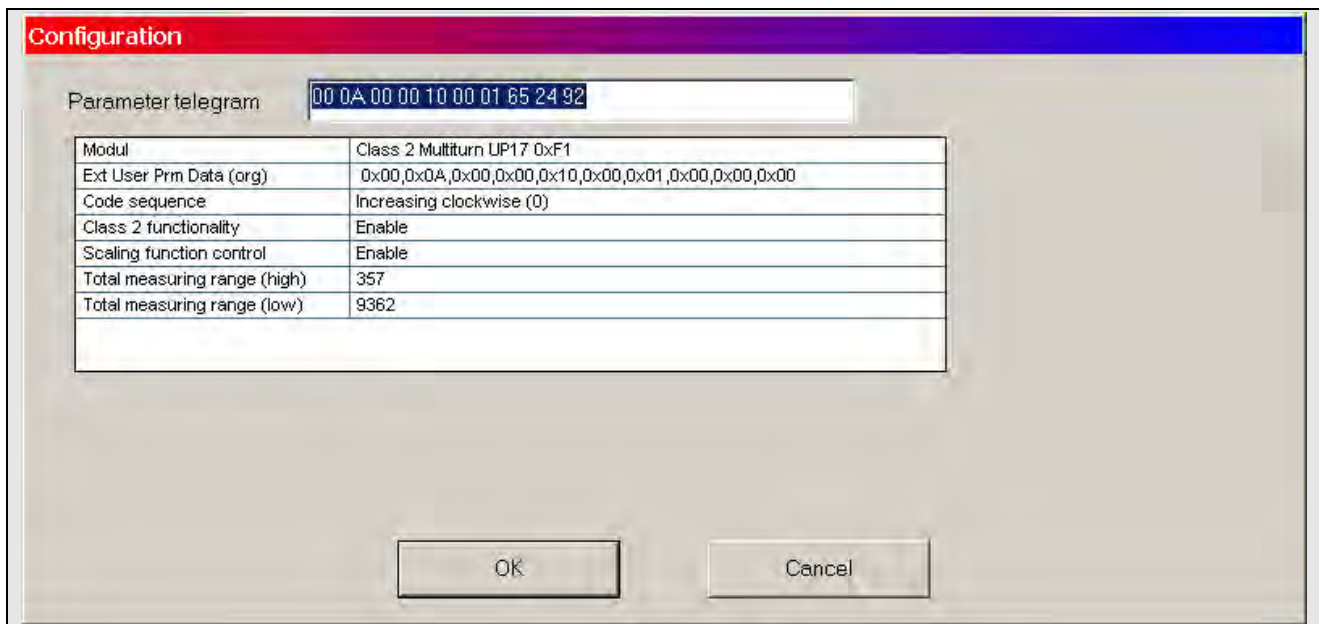 Configuration
Parameter telegram 00 0A 00 00 10 00 01 65 24 92
Modul Class 2 Multiturn UP17 0xF1
Ext User Prm Data (org) 0x00,0x0A,0x00,0x00,0x10,0x00,0x01,0x00,0x00,0x00
Code sequence Increasing clockwise (0)
Class 2 functionality Enable
Scaling function control Enable
Total measuring range (high) 357
Total measuring range (low) 9362
OK Cancel